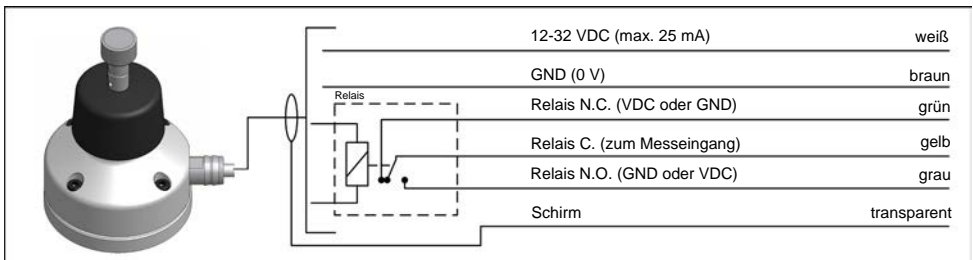 12-32 VDC (max. 25 mA) weiß
GND (0 V) braun
Relais
Relais N.C. (VDC oder GND) grün
Relais C. (zum Messeingang) gelb
Relais N.O. (GND oder VDC) grau
Schirm transparent